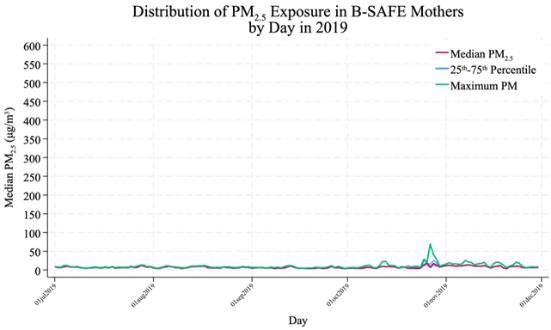 Distribution of PM2.5 Exposure in B-SAFE Mothers
by Day in 2019
Median PM2.5 (μg/m³)
600
550
500
450
400
350
300
250
200
150
100
50
0
Median PM2.5
25th-75th Percentile
Maximum PM
01jul2019
01aug2019
01sep2019
01oct2019
01nov2019
01dec2019
Day